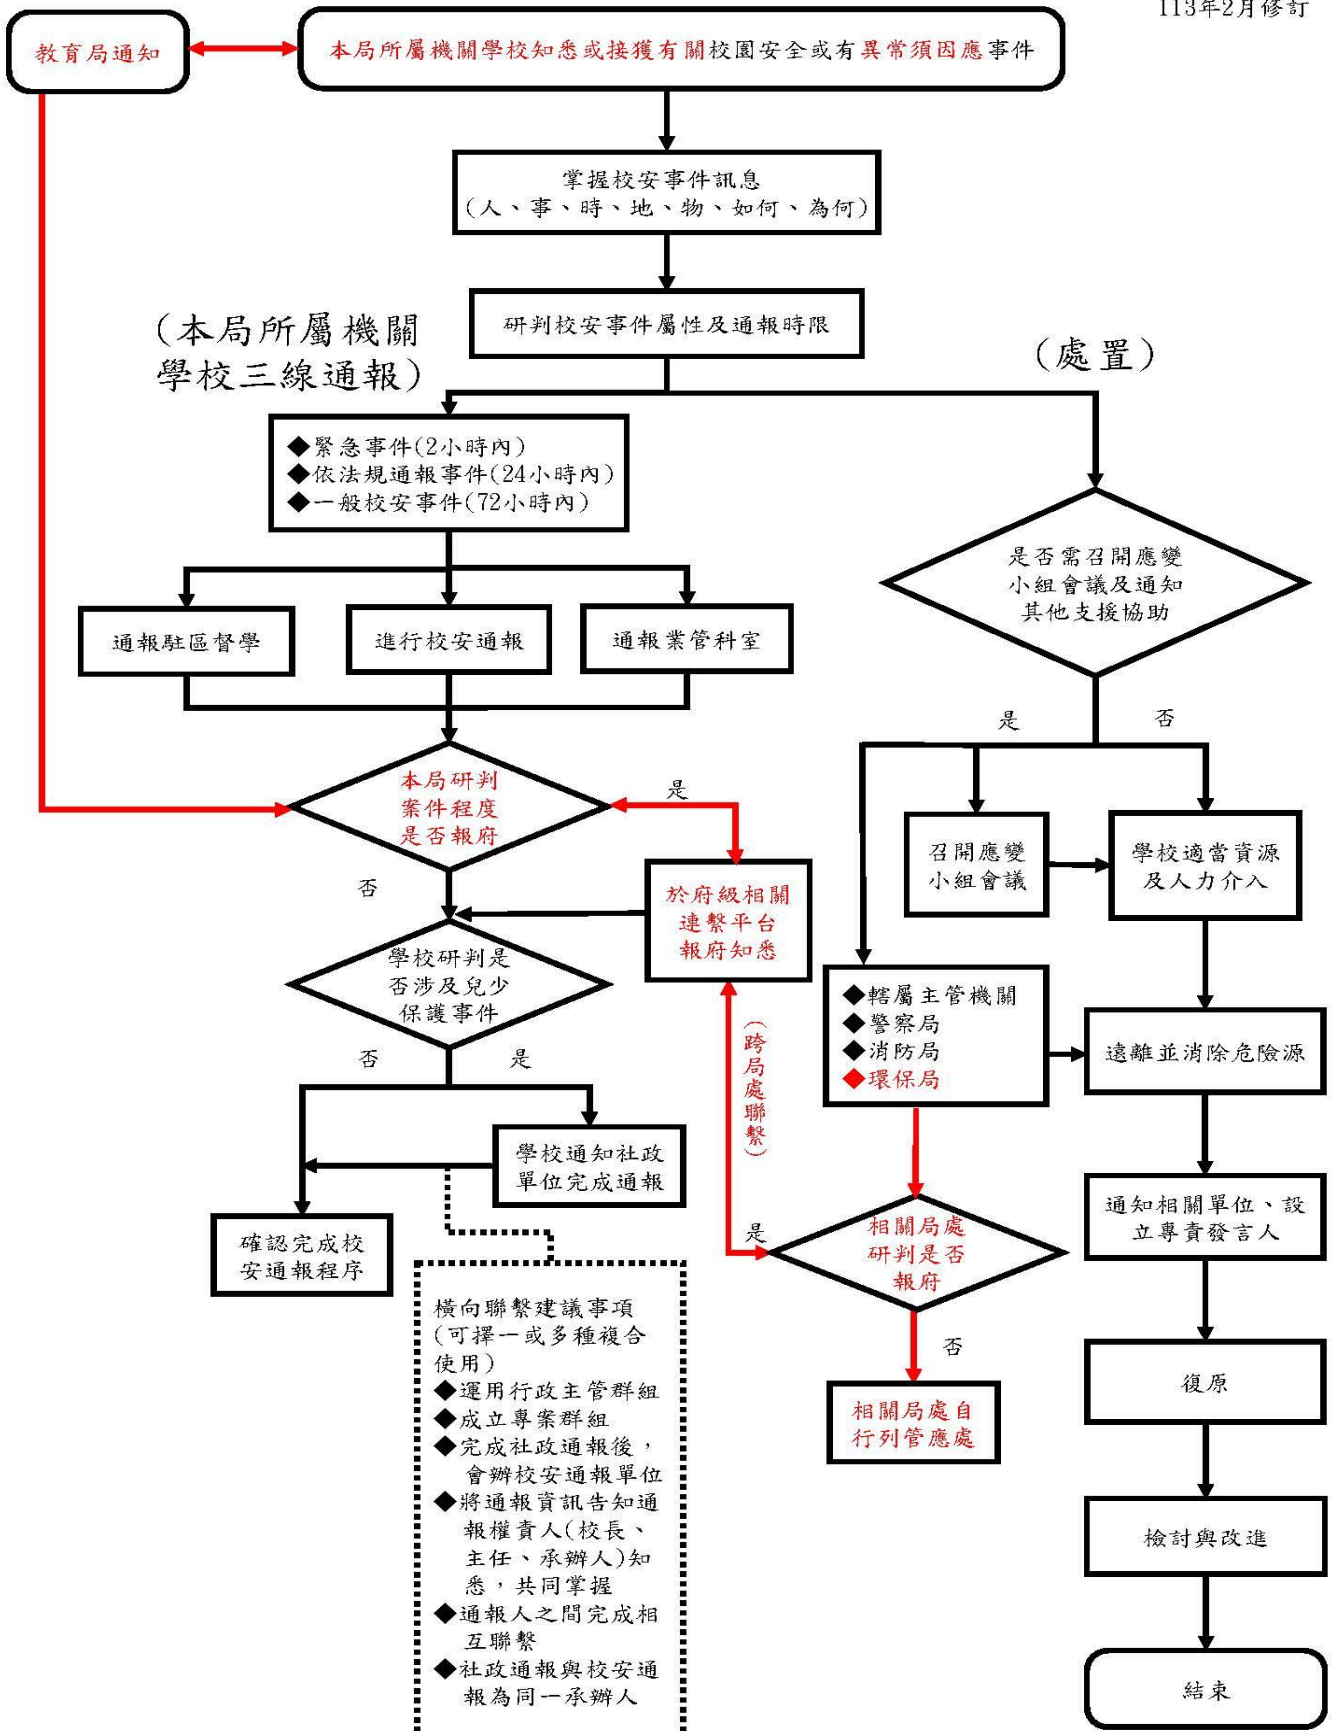 113年2月修訂
教育局通知
本局所屬機關學校知悉或接獲有關校園安全或有異常須因應事件
掌握校安事件訊息
(人、事、時、地、物、如何、為何)
研判校安事件屬性及通報時限
(本局所屬機關
學校三線通報)
(處置)
◆緊急事件(2小時內)
◆依法規通報事件(24小時內)
◆一般校安事件(72小時內)
是否需召開應變
小組會議及通知
其他支援協助
通報駐區督學
進行校安通報
通報業管科室
是
否
本局研判
案件程度
是否報府
是
否
召開應變
小組會議
學校適當資源
及人力介入
於府級相關
連繫平台
報府知悉
學校研判是
否涉及兒少
保護事件
◆轄屬主管機關
◆警察局
◆消防局
◆環保局
遠離並消除危險源
(跨局處聯繫)
否
是
學校通知社政
單位完成通報
確認完成校
安通報程序
通知相關單位、設
立專責發言人
是
相關局處
研判是否
報府
否
相關局處自
行列管應處
橫向聯繫建議事項
(可擇一或多種複合
使用)
◆運用行政主管群組
◆成立專案群組
◆完成社政通報後，
會辦校安通報單位
◆將通報資訊告知通
報權責人(校長、
主任、承辦人)知
悉，共同掌握
◆通報人之間完成相
互聯繫
◆社政通報與校安通
報為同一承辦人
復原
檢討與改進
結束